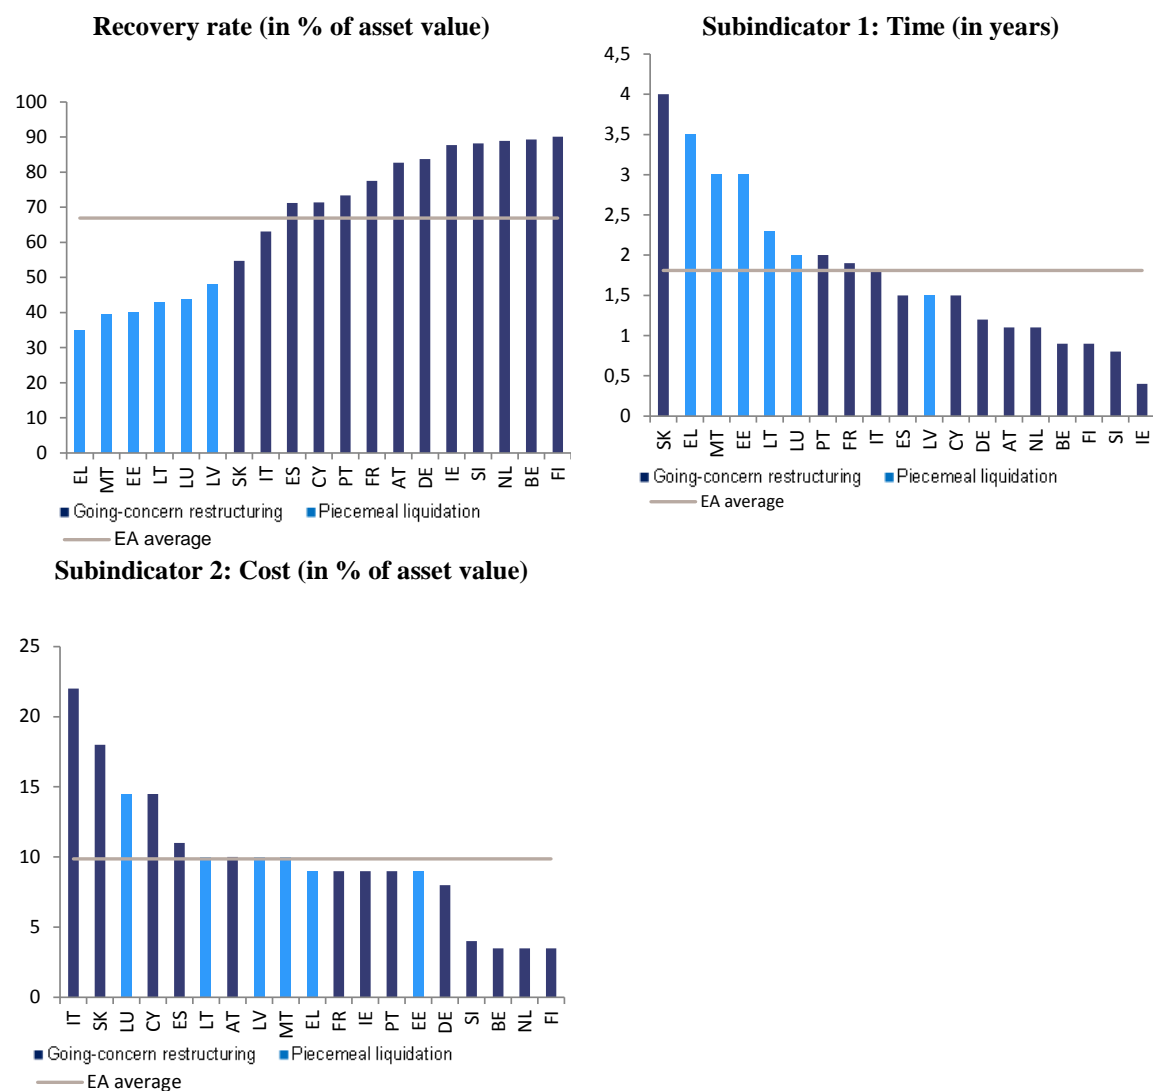 Recovery rate (in % of asset value)
100
90
80
70
60
50
40
30
20
10
0
EL MT EE LT LU LV SK IT ES CY PT FR AT DE IE SI NL BE FI
Going-concern restructuring Piecemeal liquidation
EA average
Subindicator 1: Time (in years)
4,5
4
3,5
3
2,5
2
1,5
1
0,5
0
SK EL MT EE LT LU PT FR IT ES LV CY DE AT NL BE FI SI IE
Going-concern restructuring Piecemeal liquidation
EA average
Subindicator 2: Cost (in % of asset value)
25
20
15
10
5
0
IT SK LU CY ES LT AT LV MT EL FR IE PT EE DE SI BE NL FI
Going-concern restructuring Piecemeal liquidation
EA average